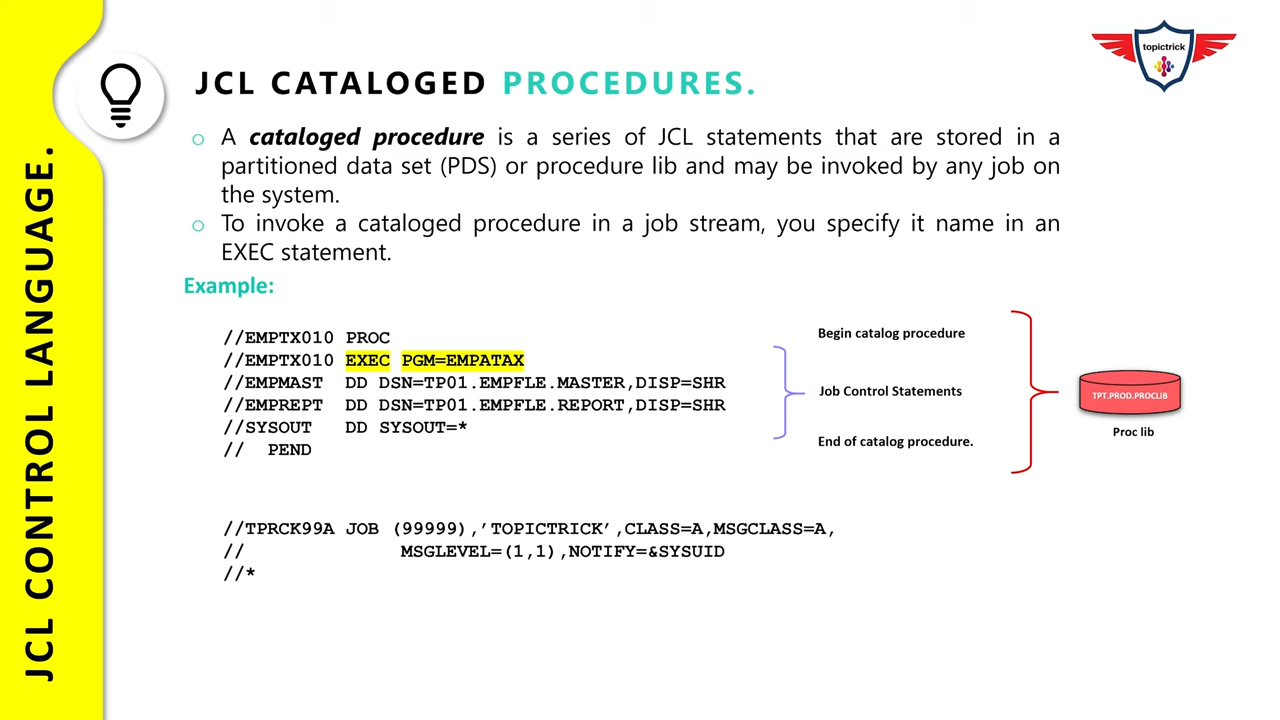 topictrick
JCL CONTROL LANGUAGE.
JCL CATALOGED PROCEDURES.
o A cataloged procedure is a series of JCL statements that are stored in a
partitioned data set (PDS) or procedure lib and may be invoked by any job on
the system.
o To invoke a cataloged procedure in a job stream, you specify it name in an
EXEC statement.
Example:
//EMPTX010 PROC
//EMPTX010 EXEC PGM=EMPATAX
//EMPMAST  DD DSN=TP01.EMPFLE.MASTER,DISP=SHR
//EMPREPT  DD DSN=TP01.EMPFLE.REPORT,DISP=SHR
//SYSOUT   DD SYSOUT=*
//  PEND
Begin catalog procedure
Job Control Statements
End of catalog procedure.
TPT.PROD.PROCLIB
Proc lib
//TPRCK99A JOB (99999),’TOPICTRICK’,CLASS=A,MSGCLASS=A,
//              MSGLEVEL=(1,1),NOTIFY=&SYSUID
//*